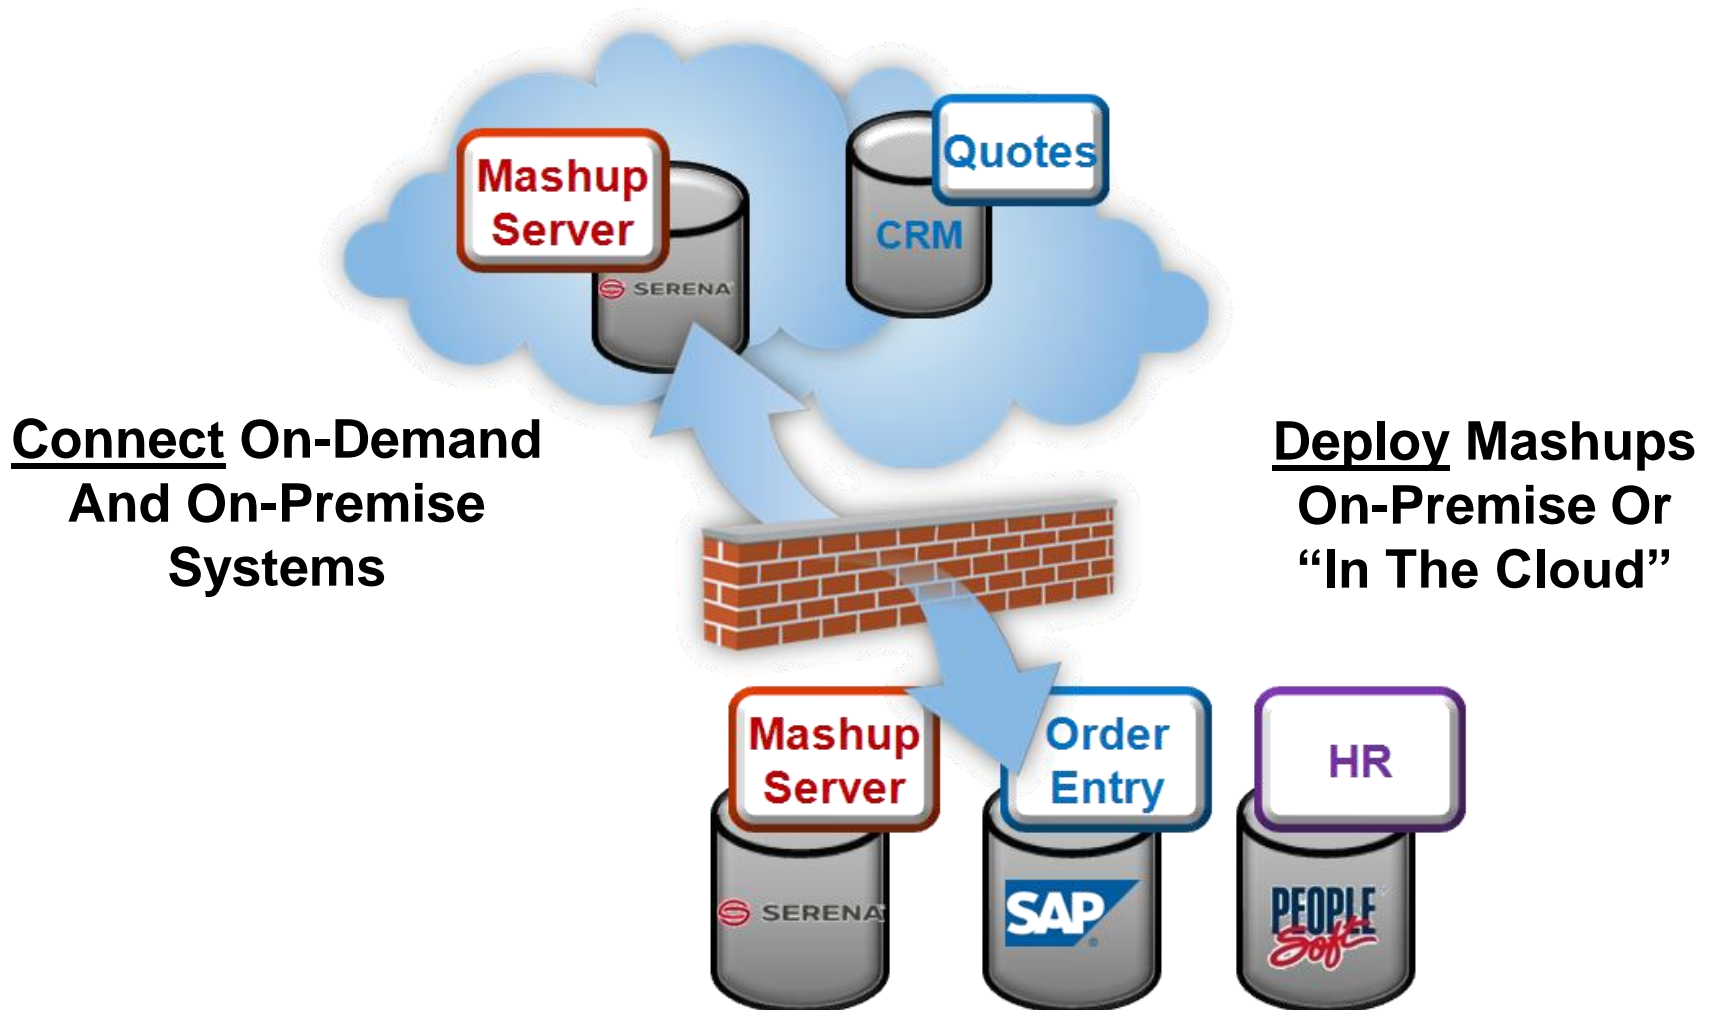 Mashup
Server
SERENA
Quotes
CRM
Connect On-Demand
And On-Premise
Systems
Deploy Mashups
On-Premise Or
“In The Cloud”
Mashup
Server
SERENA
Order
Entry
SAP
HR
PEOPLE
Soft